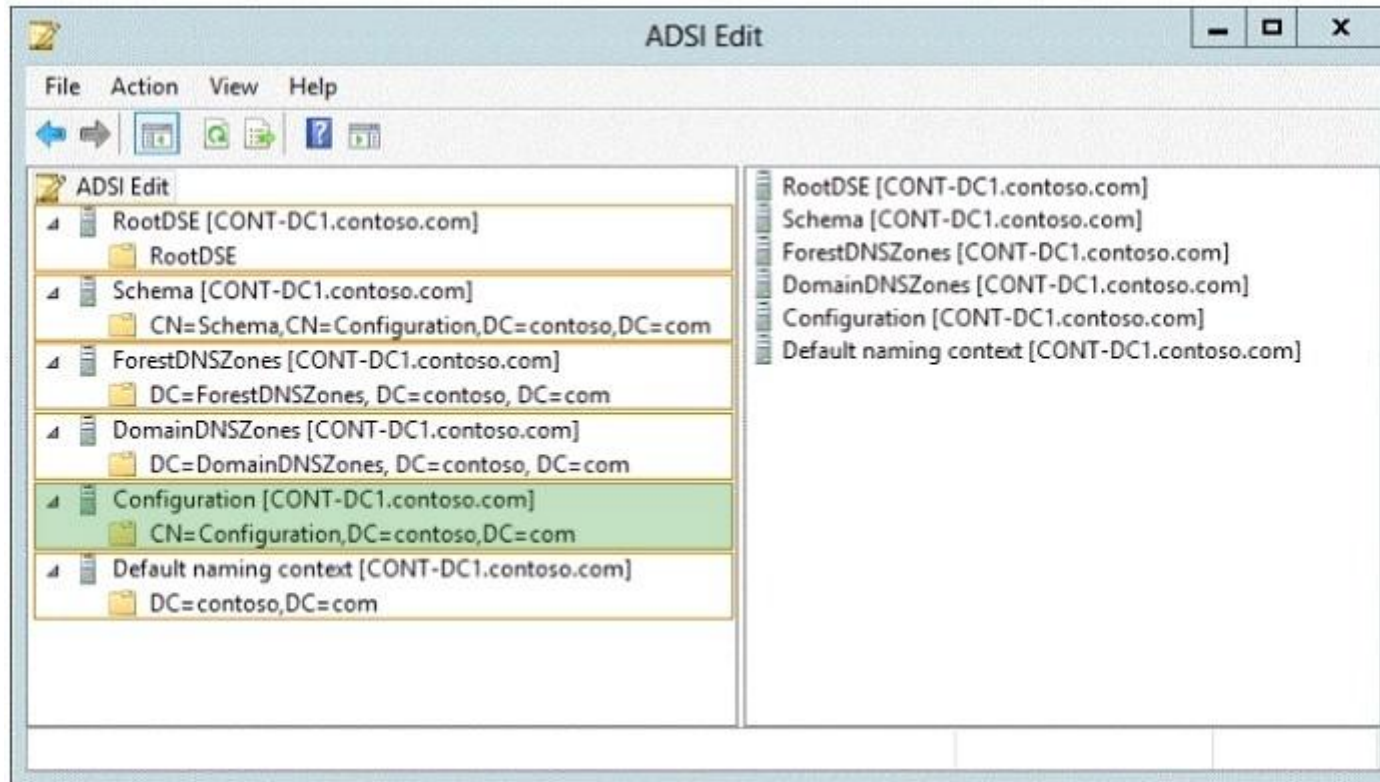 ADSI Edit
File Action View Help
ADSI Edit
RootDSE [CONT-DC1.contoso.com]
RootDSE
Schema [CONT-DC1.contoso.com]
CN=Schema,CN=Configuration,DC=contoso,DC=com
ForestDNSZones [CONT-DC1.contoso.com]
DC=ForestDNSZones, DC=contoso, DC=com
DomainDNSZones [CONT-DC1.contoso.com]
DC=DomainDNSZones, DC=contoso, DC=com
Configuration [CONT-DC1.contoso.com]
CN=Configuration,DC=contoso,DC=com
Default naming context [CONT-DC1.contoso.com]
DC=contoso,DC=com
RootDSE [CONT-DC1.contoso.com]
Schema [CONT-DC1.contoso.com]
ForestDNSZones [CONT-DC1.contoso.com]
DomainDNSZones [CONT-DC1.contoso.com]
Configuration [CONT-DC1.contoso.com]
Default naming context [CONT-DC1.contoso.com]